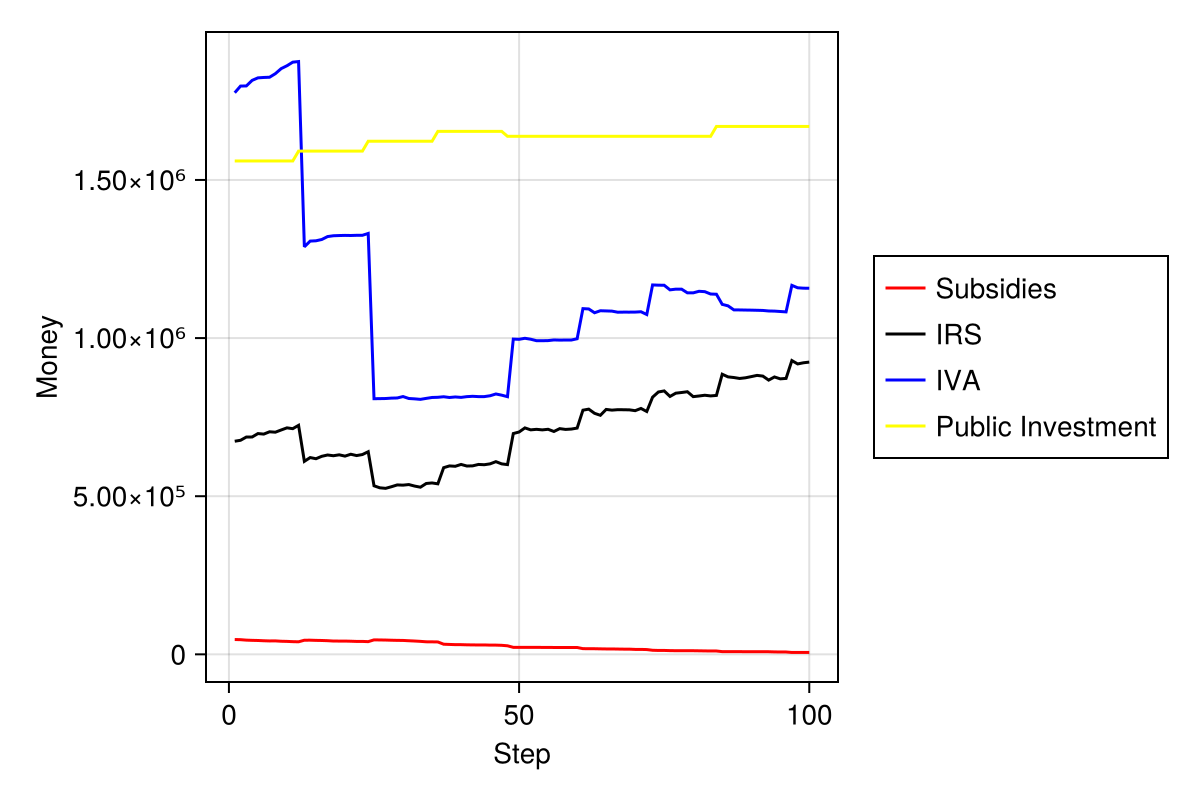 1.50×10⁶
1.00×10⁶
5.00×10⁵
0
Money
0 50 100
Step
Subsidies
IRS
IVA
Public Investment